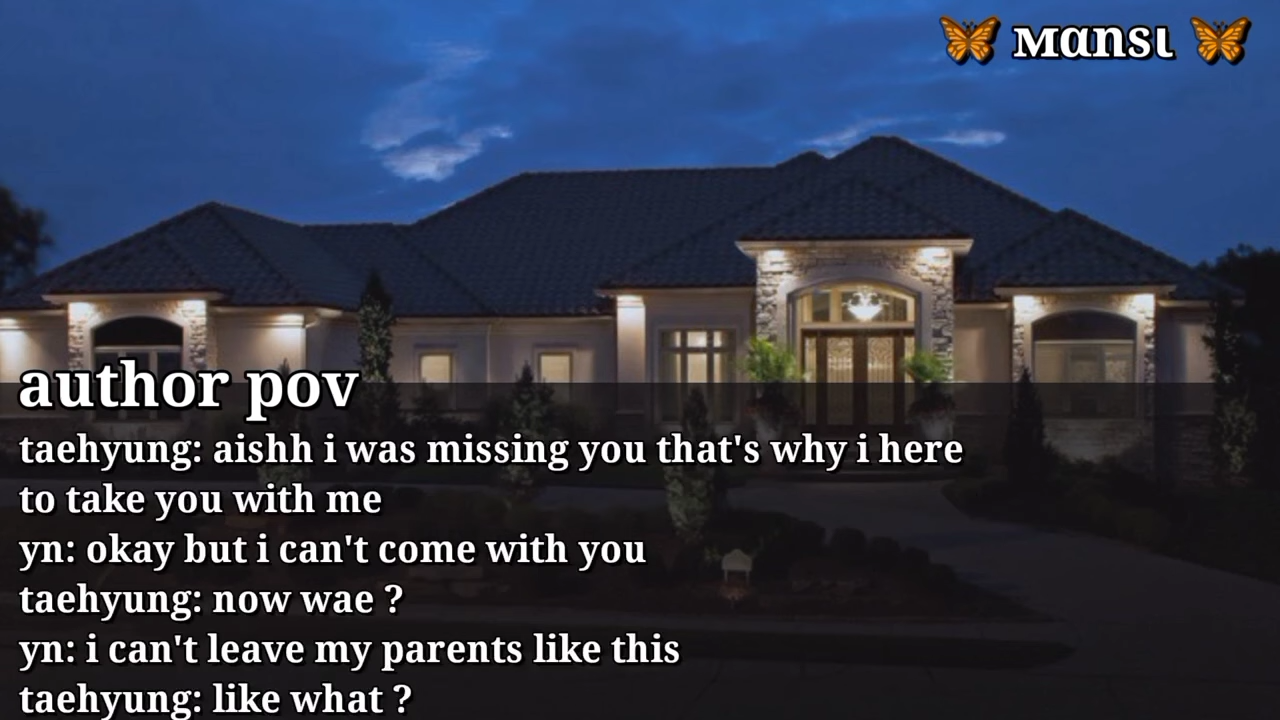 🦋 мαnsι 🦋
author pov
taehyung: aishh i was missing you that's why i here
to take you with me
yn: okay but i can't come with you
taehyung: now wae ?
yn: i can't leave my parents like this
taehyung: like what ?